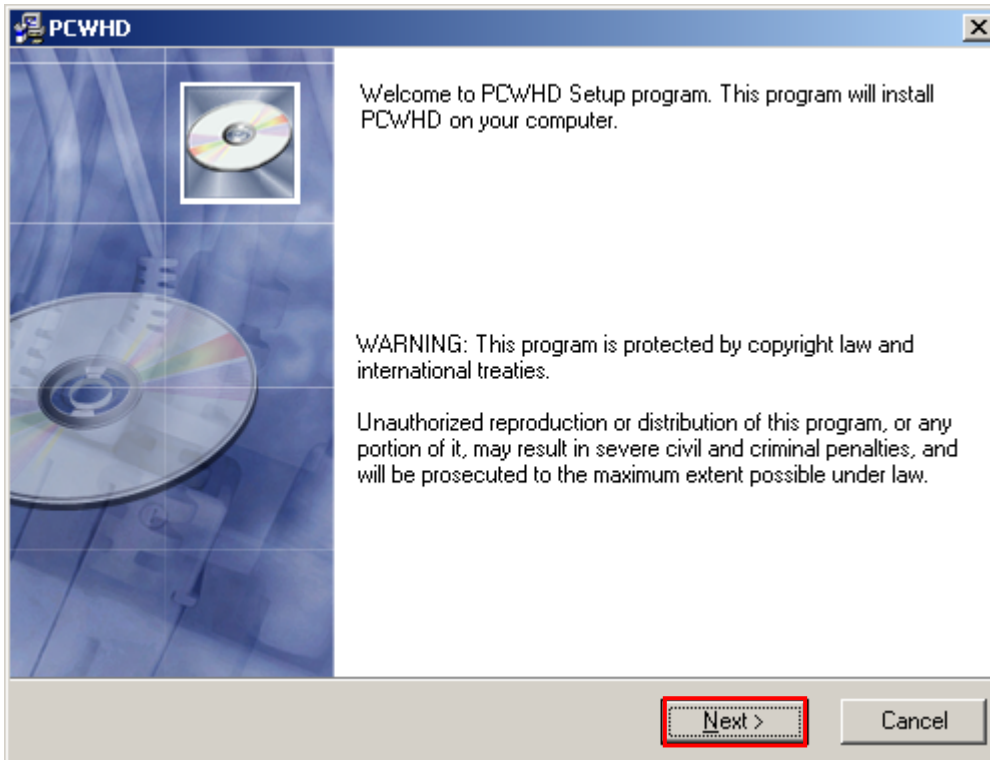 PCWHD
Welcome to PCWHD Setup program. This program will install
PCWHD on your computer.
WARNING: This program is protected by copyright law and
international treaties.
Unauthorized reproduction or distribution of this program, or any
portion of it, may result in severe civil and criminal penalties, and
will be prosecuted to the maximum extent possible under law.
Next >
Cancel